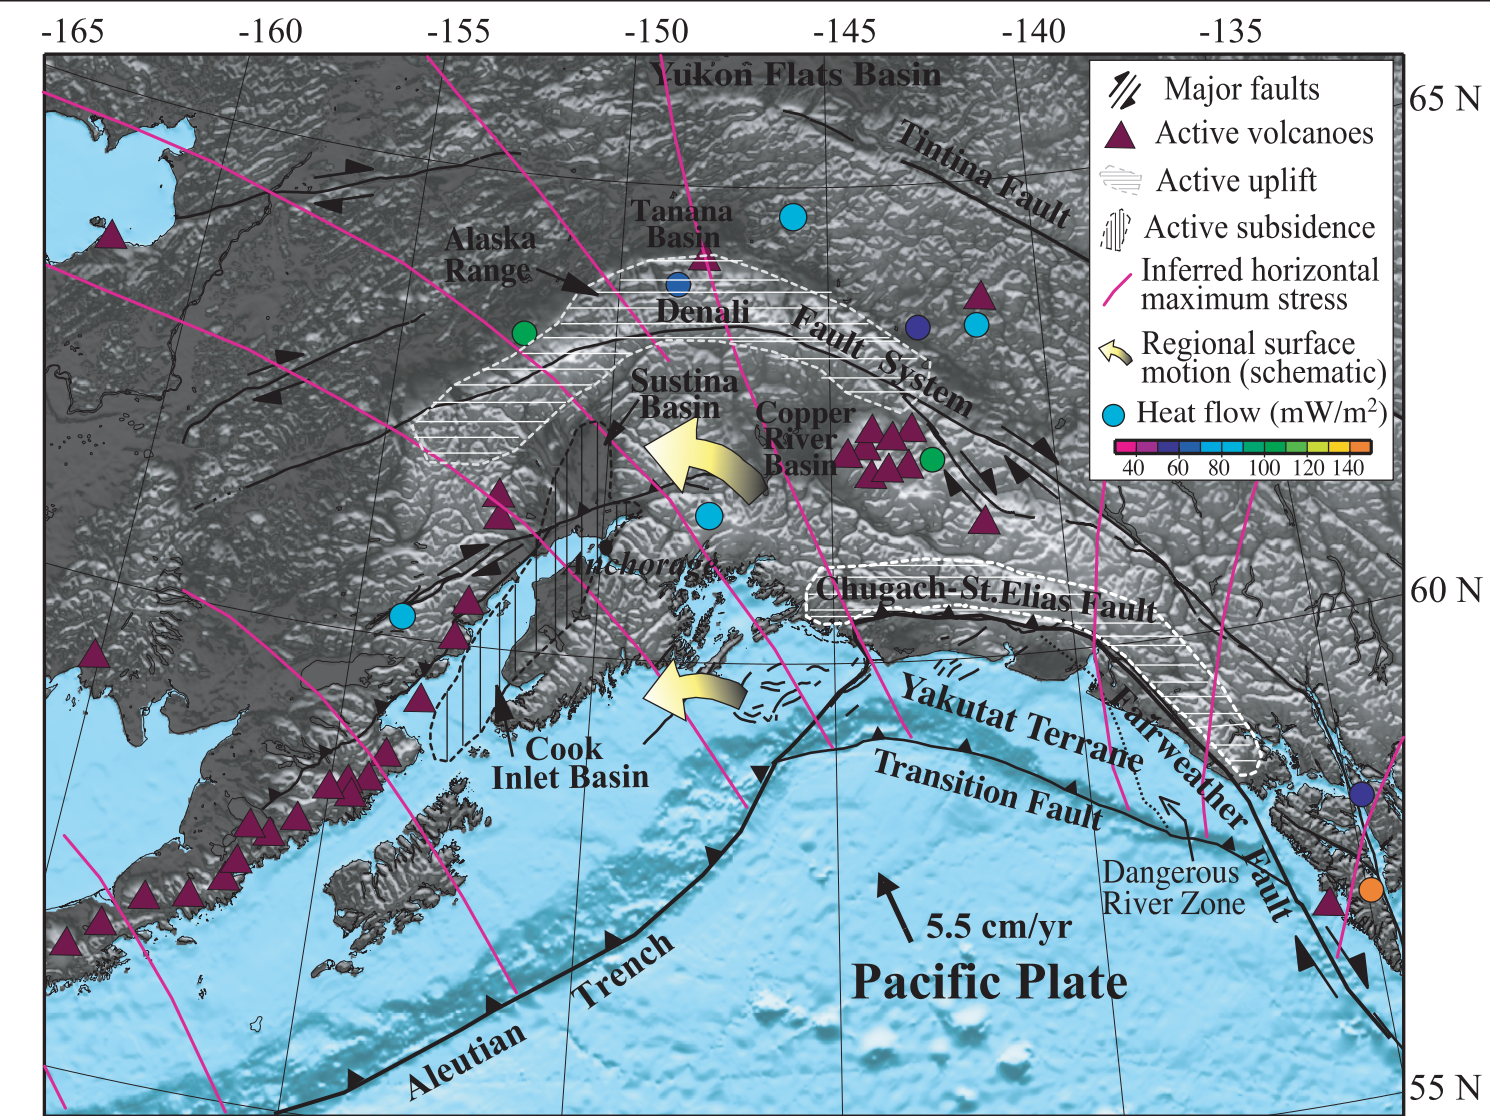 -165 -160 -155 -150 -145 -140 -135
65 N
60 N
55 N
Yukon Flats Basin
Major faults
Active volcanoes
Active uplift
Active subsidence
Inferred horizontal
maximum stress
Regional surface
motion (schematic)
Heat flow (mW/m²)
40 60 80 100 120 140
Tintina Fault
Tanana
Basin
Alaska
Range
Denali Fault System
Sustina
Basin
Copper
River
Basin
Anchorage
Chugach-St.Elias Fault
Cook
Inlet Basin
Yakutat Terrane
Fairweather Fault
Transition Fault
Dangerous
River Zone
5.5 cm/yr
Pacific Plate
Aleutian Trench